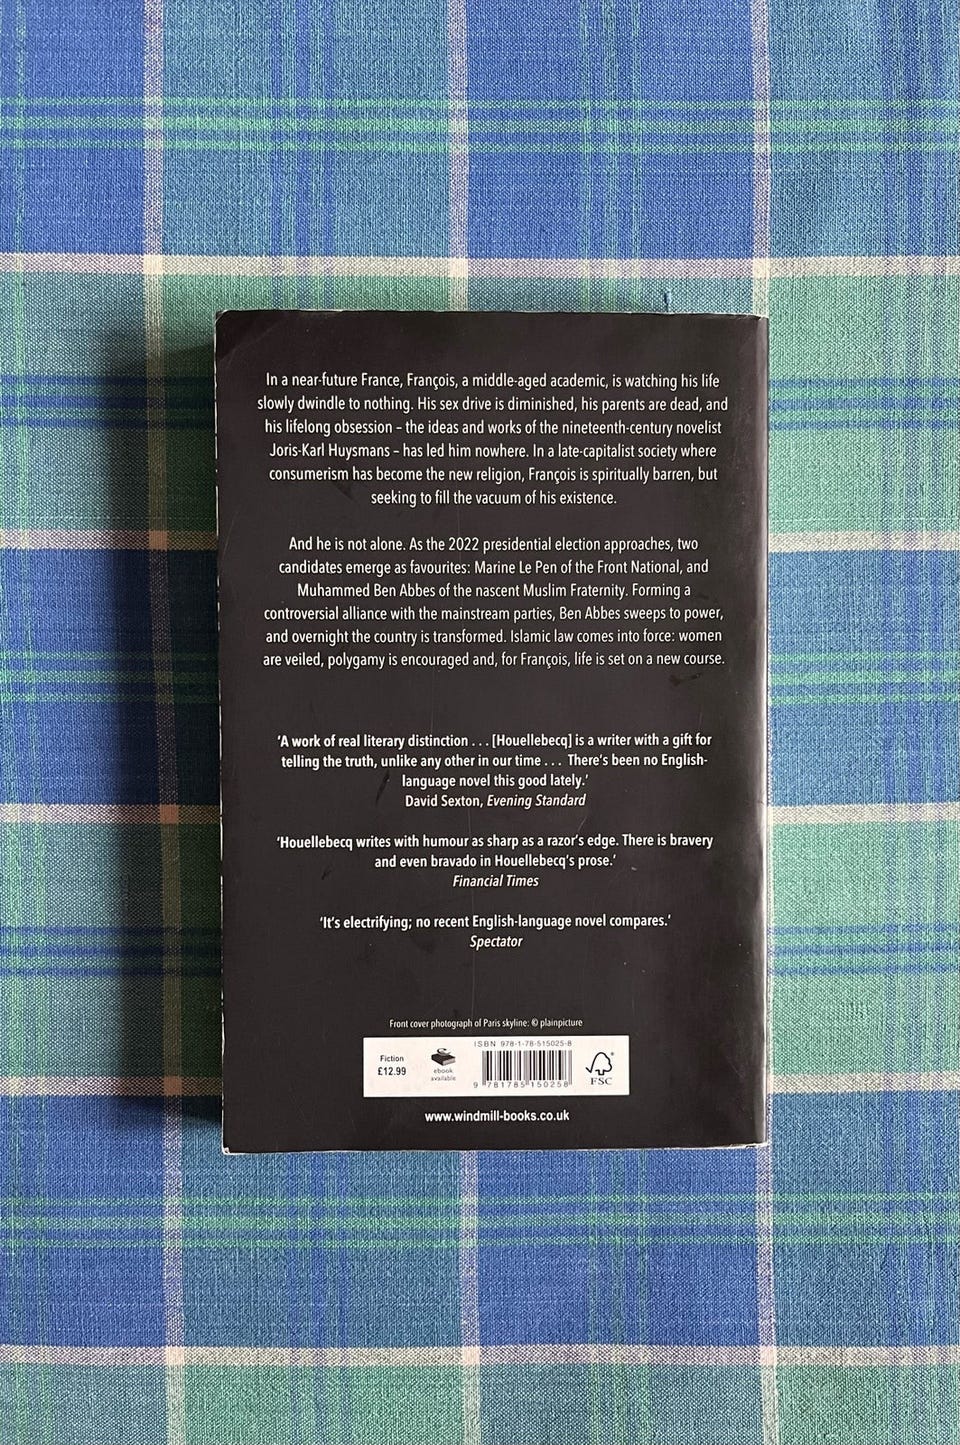 In a near-future France, François, a middle-aged academic, is watching his life
slowly dwindle to nothing. His sex drive is diminished, his parents are dead, and
his lifelong obsession – the ideas and works of the nineteenth-century novelist
Joris-Karl Huysmans – has led him nowhere. In a late-capitalist society where
consumerism has become the new religion, François is spiritually barren, but
seeking to fill the vacuum of his existence.
And he is not alone. As the 2022 presidential election approaches, two
candidates emerge as favourites: Marine Le Pen of the Front National, and
Muhammed Ben Abbes of the nascent Muslim Fraternity. Forming a
controversial alliance with the mainstream parties, Ben Abbes sweeps to power,
and overnight the country is transformed. Islamic law comes into force: women
are veiled, polygamy is encouraged and, for François, life is set on a new course.
'A work of real literary distinction . . . [Houellebecq] is a writer with a gift for
telling the truth, unlike any other in our time . . . There's been no English-
language novel this good lately.'
David Sexton, Evening Standard
'Houellebecq writes with humour as sharp as a razor's edge. There is bravery
and even bravado in Houellebecq's prose.'
Financial Times
'It's electrifying; no recent English-language novel compares.'
Spectator
Front cover photograph of Paris skyline: © plainpicture
Fiction
£12.99
ebook
available
ISBN 978-1-78-515025-8
9 781785 150258
FSC
www.windmill-books.co.uk